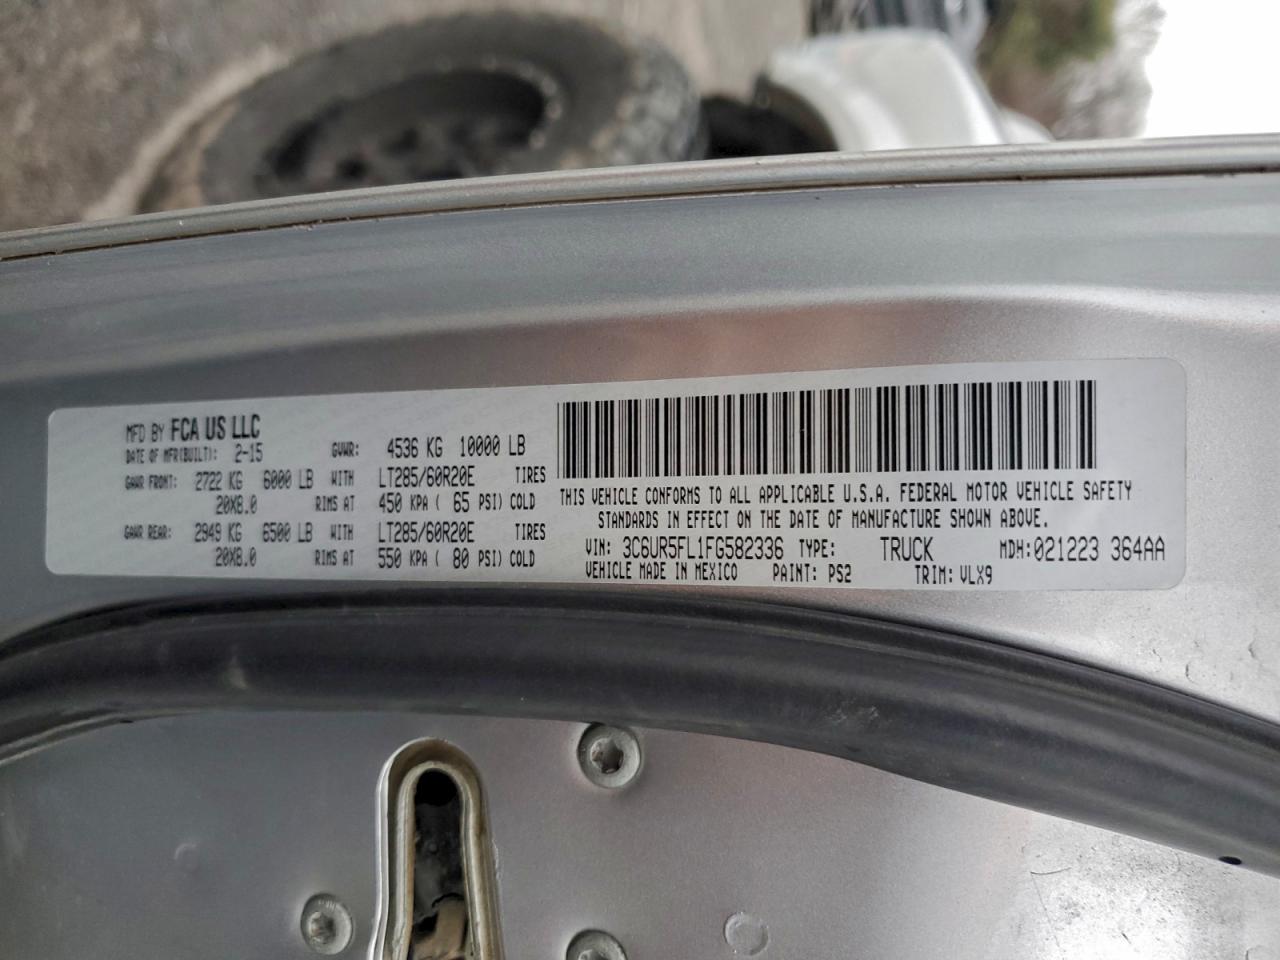 MFD BY FCA US LLC
DATE OF MFR(BUILT): 2-15 GVWR: 4536 KG 10000 LB
GAWR FRONT: 2722 KG 6000 LB WITH LT285/60R20E TIRES
20X8.0 RIMS AT 450 KPA ( 65 PSI) COLD
GAWR REAR: 2949 KG 6500 LB WITH LT285/60R20E TIRES
20X8.0 RIMS AT 550 KPA ( 80 PSI) COLD
THIS VEHICLE CONFORMS TO ALL APPLICABLE U.S.A. FEDERAL MOTOR VEHICLE SAFETY
STANDARDS IN EFFECT ON THE DATE OF MANUFACTURE SHOWN ABOVE.
VIN: 3C6UR5FL1FG582336 TYPE: TRUCK MDH:021223 364AA
VEHICLE MADE IN MEXICO PAINT: PS2 TRIM: VLX9